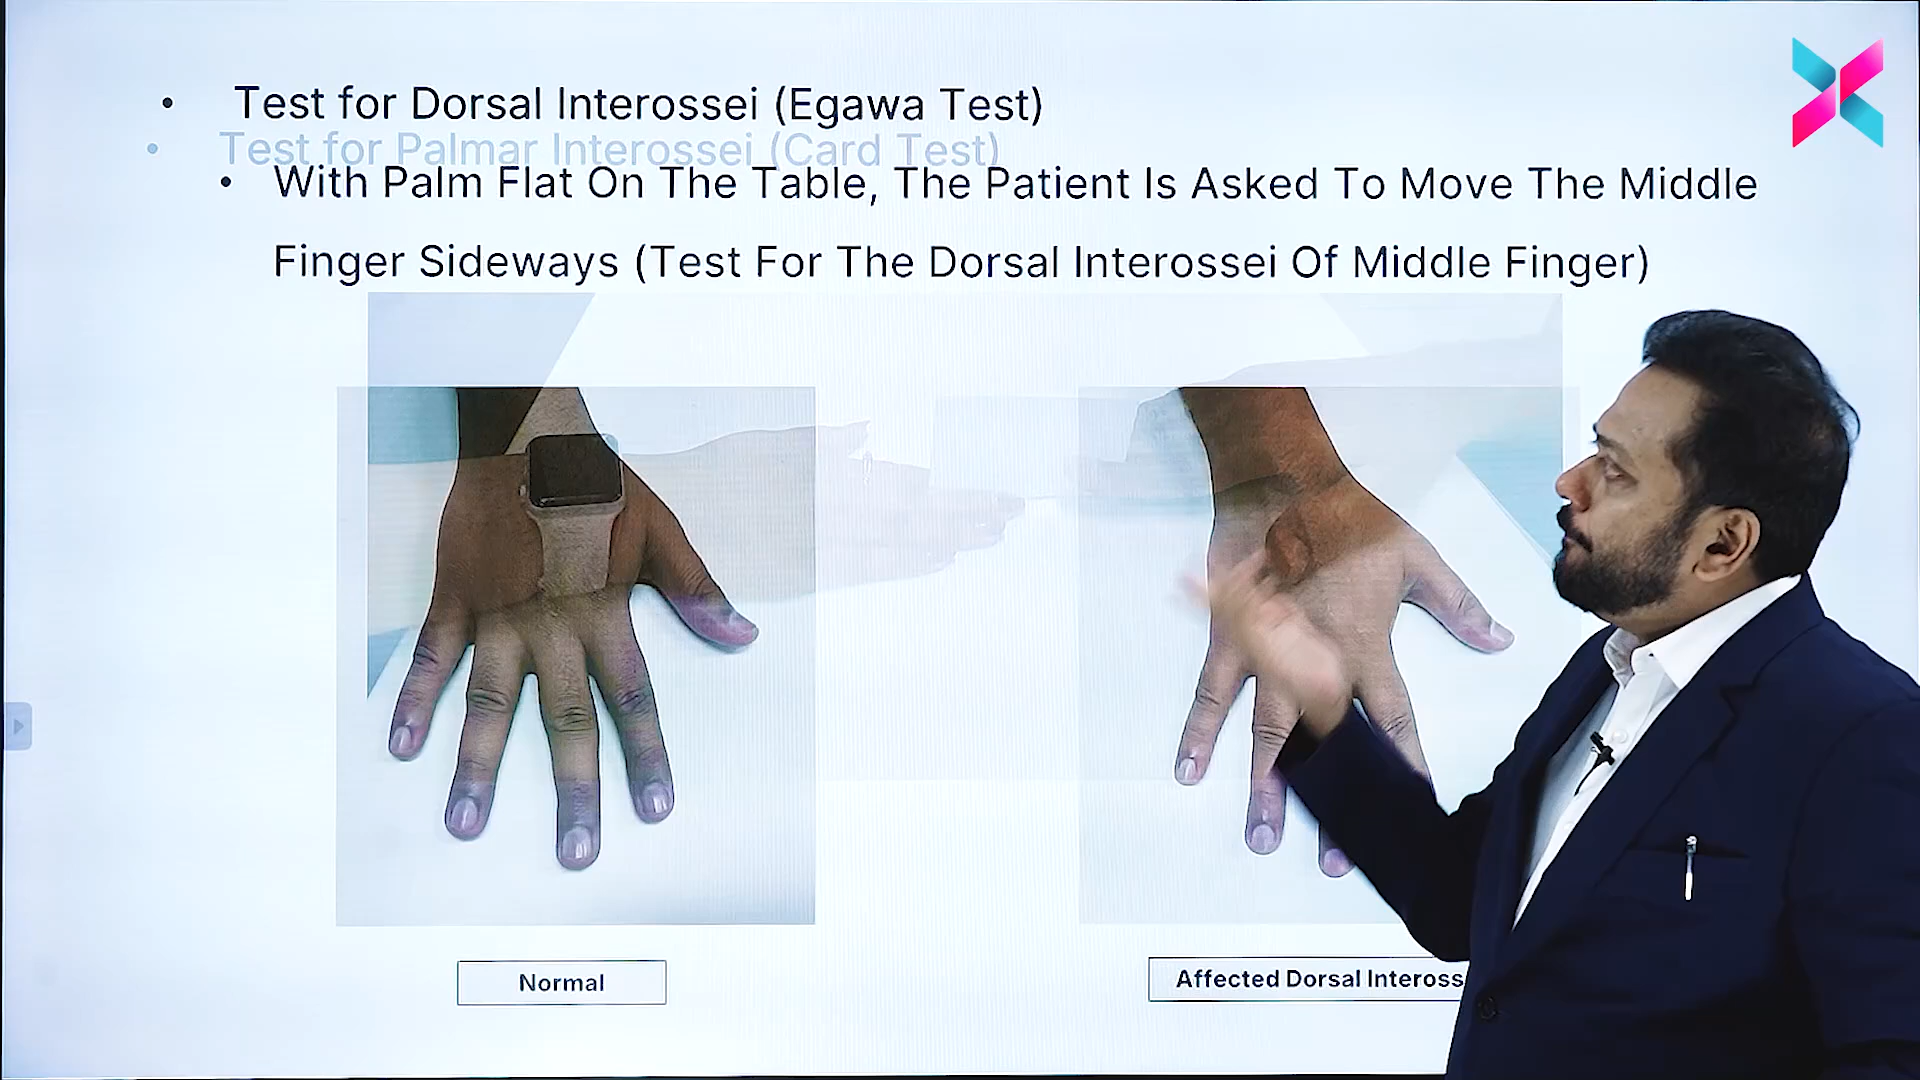 • Test for Dorsal Interossei (Egawa Test)
• Test for Palmar Interossei (Card Test)
• With Palm Flat On The Table, The Patient Is Asked To Move The Middle
Finger Sideways (Test For The Dorsal Interossei Of Middle Finger)
Normal
Affected Dorsal Inteross